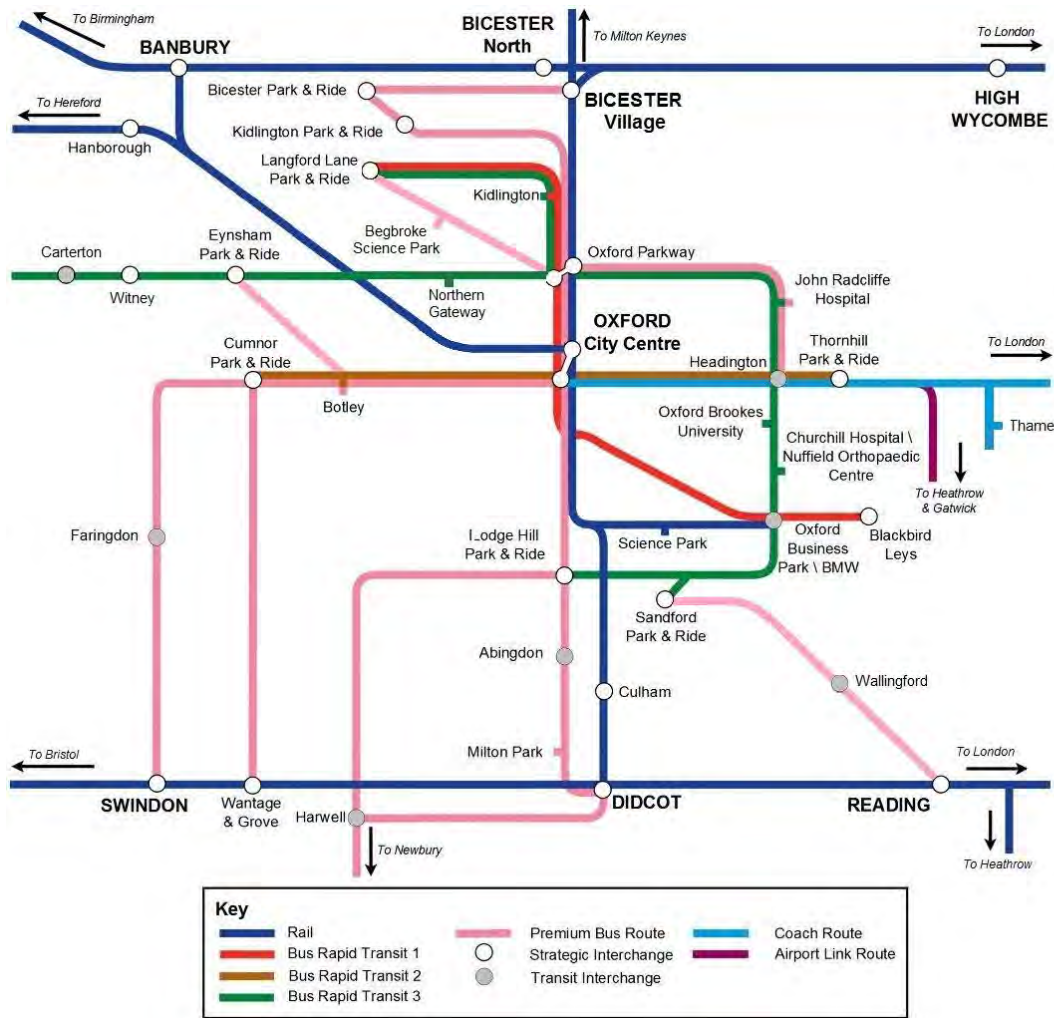 To Birmingham
BANBURY
BICESTER
North
To Milton Keynes
To London
Bicester Park & Ride
BICESTER
Village
HIGH
WYCOMBE
To Hereford
Hanborough
Kidlington Park & Ride
Langford Lane
Park & Ride
Kidlington
Begbroke
Science Park
Carterton
Witney
Eynsham
Park & Ride
Northern
Gateway
Oxford Parkway
John Radcliffe
Hospital
OXFORD
City Centre
Cumnor
Park & Ride
Botley
Headington
Thornhill
Park & Ride
To London
Oxford Brookes
University
Churchill Hospital \
Nuffield Orthopaedic
Centre
Thame
To Heathrow
& Gatwick
Faringdon
Lodge Hill
Park & Ride
Science Park
Oxford
Business
Park \ BMW
Blackbird
Leys
Sandford
Park & Ride
Abingdon
Culham
Wallingford
Milton Park
To Bristol
SWINDON
Wantage
& Grove
Harwell
To Newbury
DIDCOT
READING
To London
To Heathrow
Key
Rail
Bus Rapid Transit 1
Bus Rapid Transit 2
Bus Rapid Transit 3
Premium Bus Route
Strategic Interchange
Transit Interchange
Coach Route
Airport Link Route